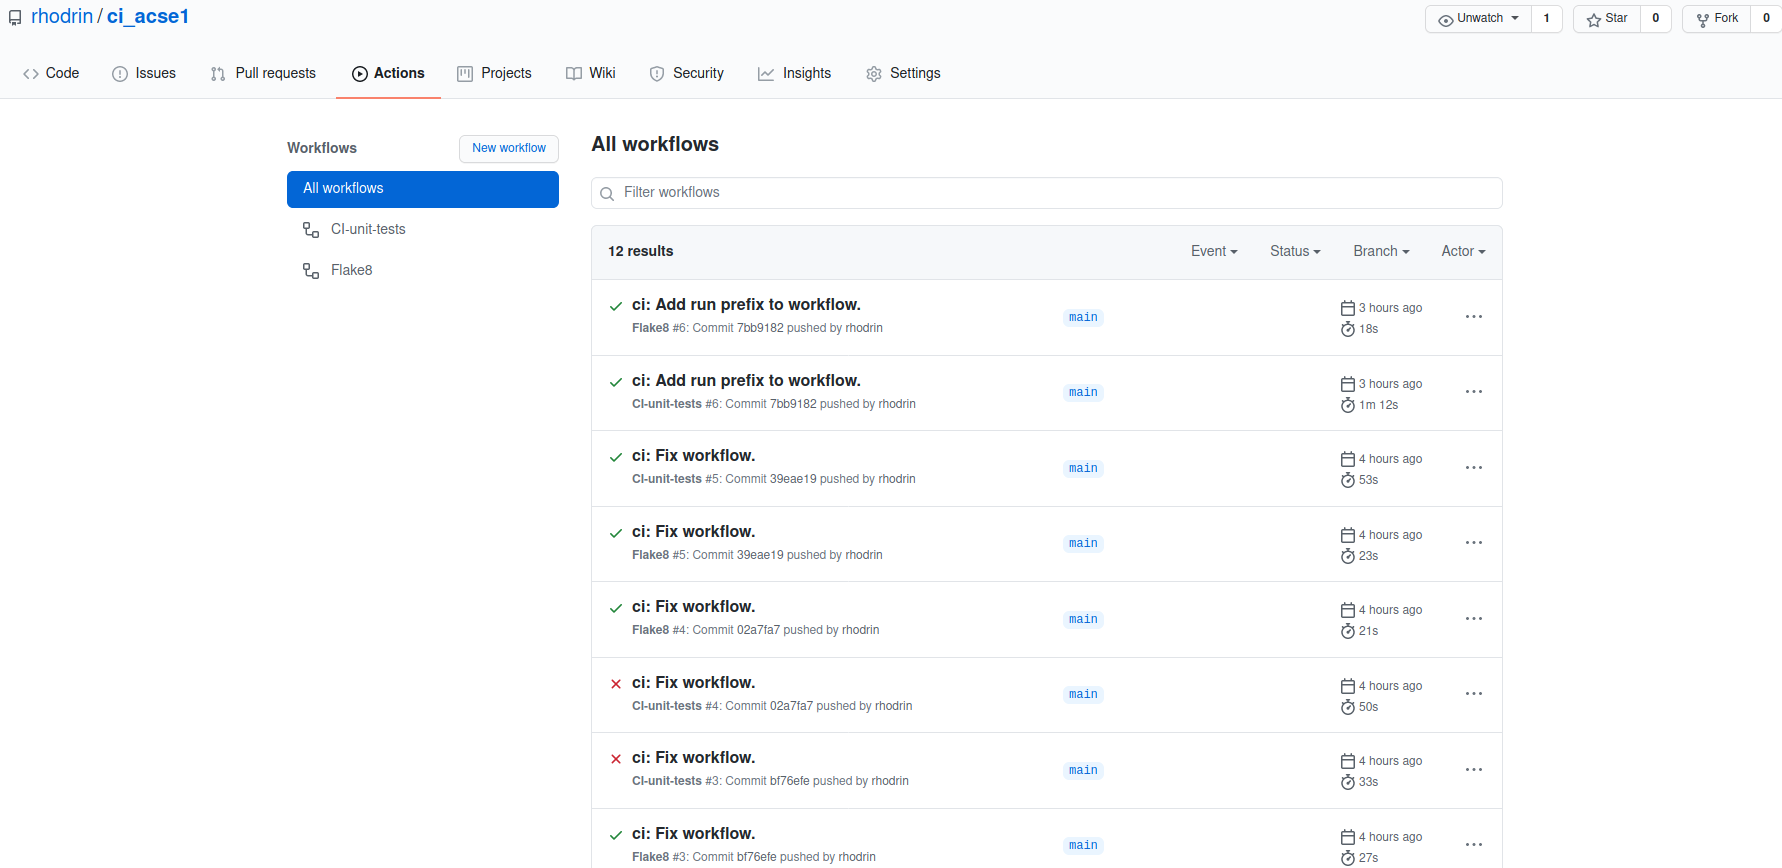 rhodrin / ci_acse1
Unwatch 1 Star 0 Fork 0
Code Issues Pull requests Actions Projects Wiki Security Insights Settings
Workflows
New workflow
All workflows
CI-unit-tests
Flake8
All workflows
Filter workflows
12 results Event Status Branch Actor
ci: Add run prefix to workflow.
Flake8 #6: Commit 7bb9182 pushed by rhodrin
main
3 hours ago
18s
ci: Add run prefix to workflow.
CI-unit-tests #6: Commit 7bb9182 pushed by rhodrin
main
3 hours ago
1m 12s
ci: Fix workflow.
CI-unit-tests #5: Commit 39eae19 pushed by rhodrin
main
4 hours ago
53s
ci: Fix workflow.
Flake8 #5: Commit 39eae19 pushed by rhodrin
main
4 hours ago
23s
ci: Fix workflow.
Flake8 #4: Commit 02a7fa7 pushed by rhodrin
main
4 hours ago
21s
ci: Fix workflow.
CI-unit-tests #4: Commit 02a7fa7 pushed by rhodrin
main
4 hours ago
50s
ci: Fix workflow.
CI-unit-tests #3: Commit bf76efe pushed by rhodrin
main
4 hours ago
33s
ci: Fix workflow.
Flake8 #3: Commit bf76efe pushed by rhodrin
main
4 hours ago
27s